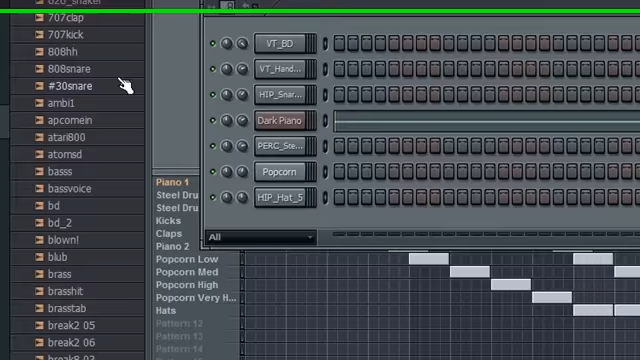 707clap
707kick
808hh
808snare
#30snare
ambi1
apcomein
atari800
atomsd
basss
bassvoice
bd
bd_2
blown!
blub
brass
brasshit
brasstab
break2 05
break2 06
VT_BD
VT_Hand...
HIP_Snar...
Dark Piano
PERC_Ste...
Popcorn
HIP_Hat_5
All
Piano 1
Steel Dru
Steel Dru
Kicks
Claps
Piano 2
Popcorn Low
Popcorn Med
Popcorn High
Popcorn Very H...
Hats
Pattern 12
Pattern 13
Pattern 14